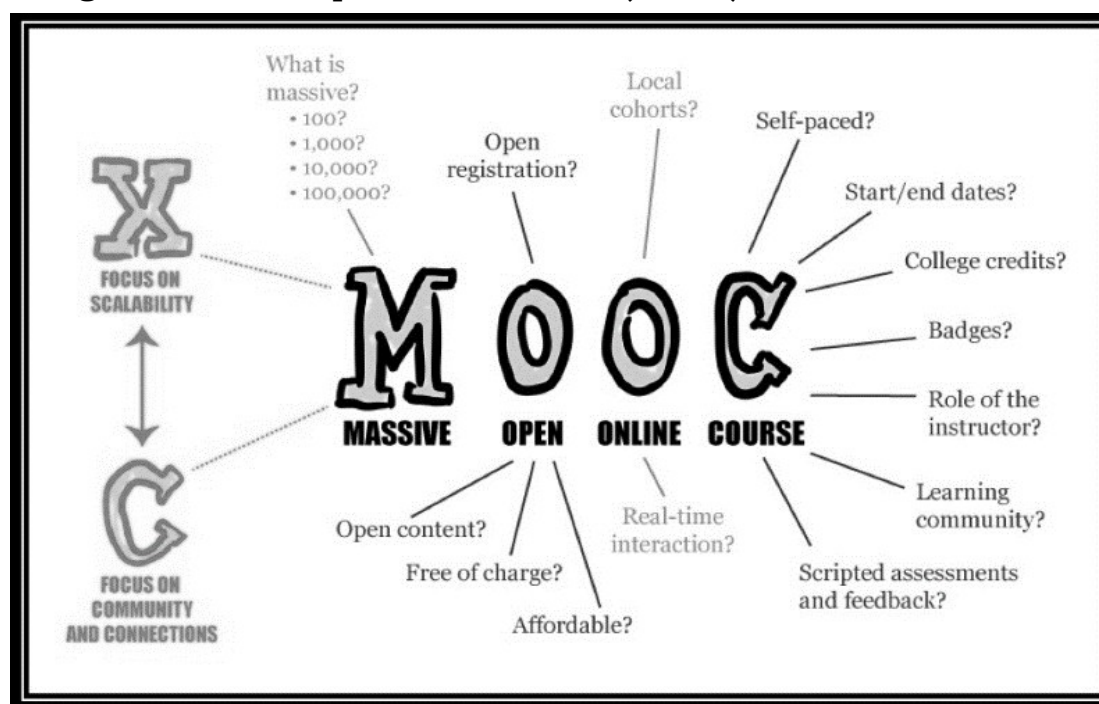 What is
massive?
• 100?
• 1,000?
• 10,000?
• 100,000?
Open
registration?
Local
cohorts?
Self-paced?
Start/end dates?
College credits?
Badges?
Role of the
instructor?
Learning
community?
Scripted assessments
and feedback?
X
FOCUS ON
SCALABILITY
C
FOCUS ON
COMMUNITY
AND CONNECTIONS
MOOC
MASSIVE OPEN ONLINE COURSE
Open content?
Free of charge?
Affordable?
Real-time
interaction?